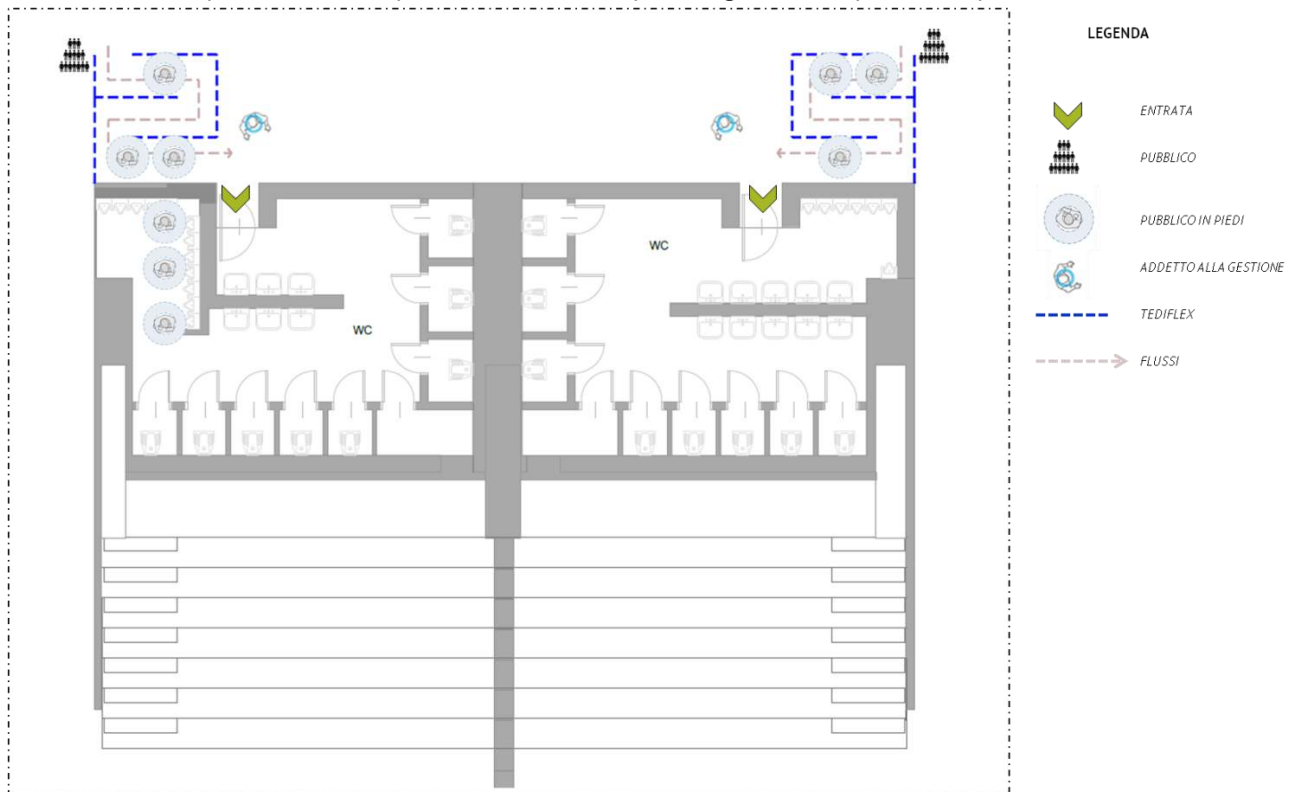 LEGENDA
ENTRATA
PUBBLICO
PUBBLICO IN PIEDI
ADDETTO ALLA GESTIONE
TEDIFLEX
FLUSSI
WC
WC